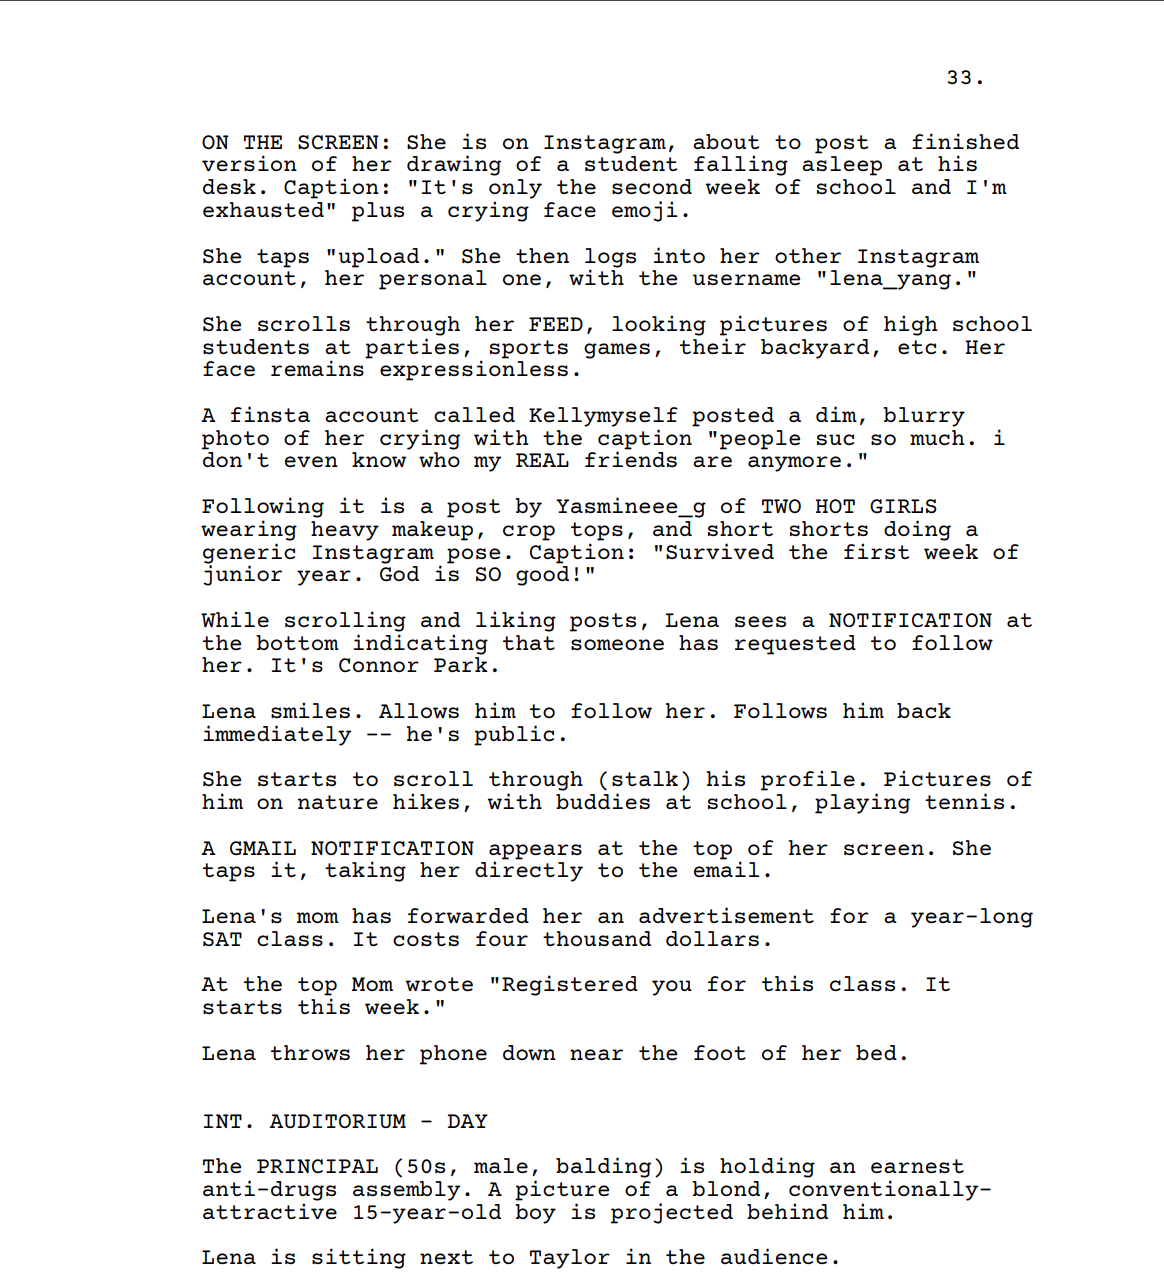 33.
ON THE SCREEN: She is on Instagram, about to post a finished
version of her drawing of a student falling asleep at his
desk. Caption: "It's only the second week of school and I'm
exhausted" plus a crying face emoji.
She taps "upload." She then logs into her other Instagram
account, her personal one, with the username "lena_yang."
She scrolls through her FEED, looking pictures of high school
students at parties, sports games, their backyard, etc. Her
face remains expressionless.
A finsta account called Kellymyself posted a dim, blurry
photo of her crying with the caption "people suc so much. i
don't even know who my REAL friends are anymore."
Following it is a post by Yasmineee_g of TWO HOT GIRLS
wearing heavy makeup, crop tops, and short shorts doing a
generic Instagram pose. Caption: "Survived the first week of
junior year. God is SO good!"
While scrolling and liking posts, Lena sees a NOTIFICATION at
the bottom indicating that someone has requested to follow
her. It's Connor Park.
Lena smiles. Allows him to follow her. Follows him back
immediately -- he's public.
She starts to scroll through (stalk) his profile. Pictures of
him on nature hikes, with buddies at school, playing tennis.
A GMAIL NOTIFICATION appears at the top of her screen. She
taps it, taking her directly to the email.
Lena's mom has forwarded her an advertisement for a year-long
SAT class. It costs four thousand dollars.
At the top Mom wrote "Registered you for this class. It
starts this week."
Lena throws her phone down near the foot of her bed.
INT. AUDITORIUM - DAY
The PRINCIPAL (50s, male, balding) is holding an earnest
anti-drugs assembly. A picture of a blond, conventionally-
attractive 15-year-old boy is projected behind him.
Lena is sitting next to Taylor in the audience.